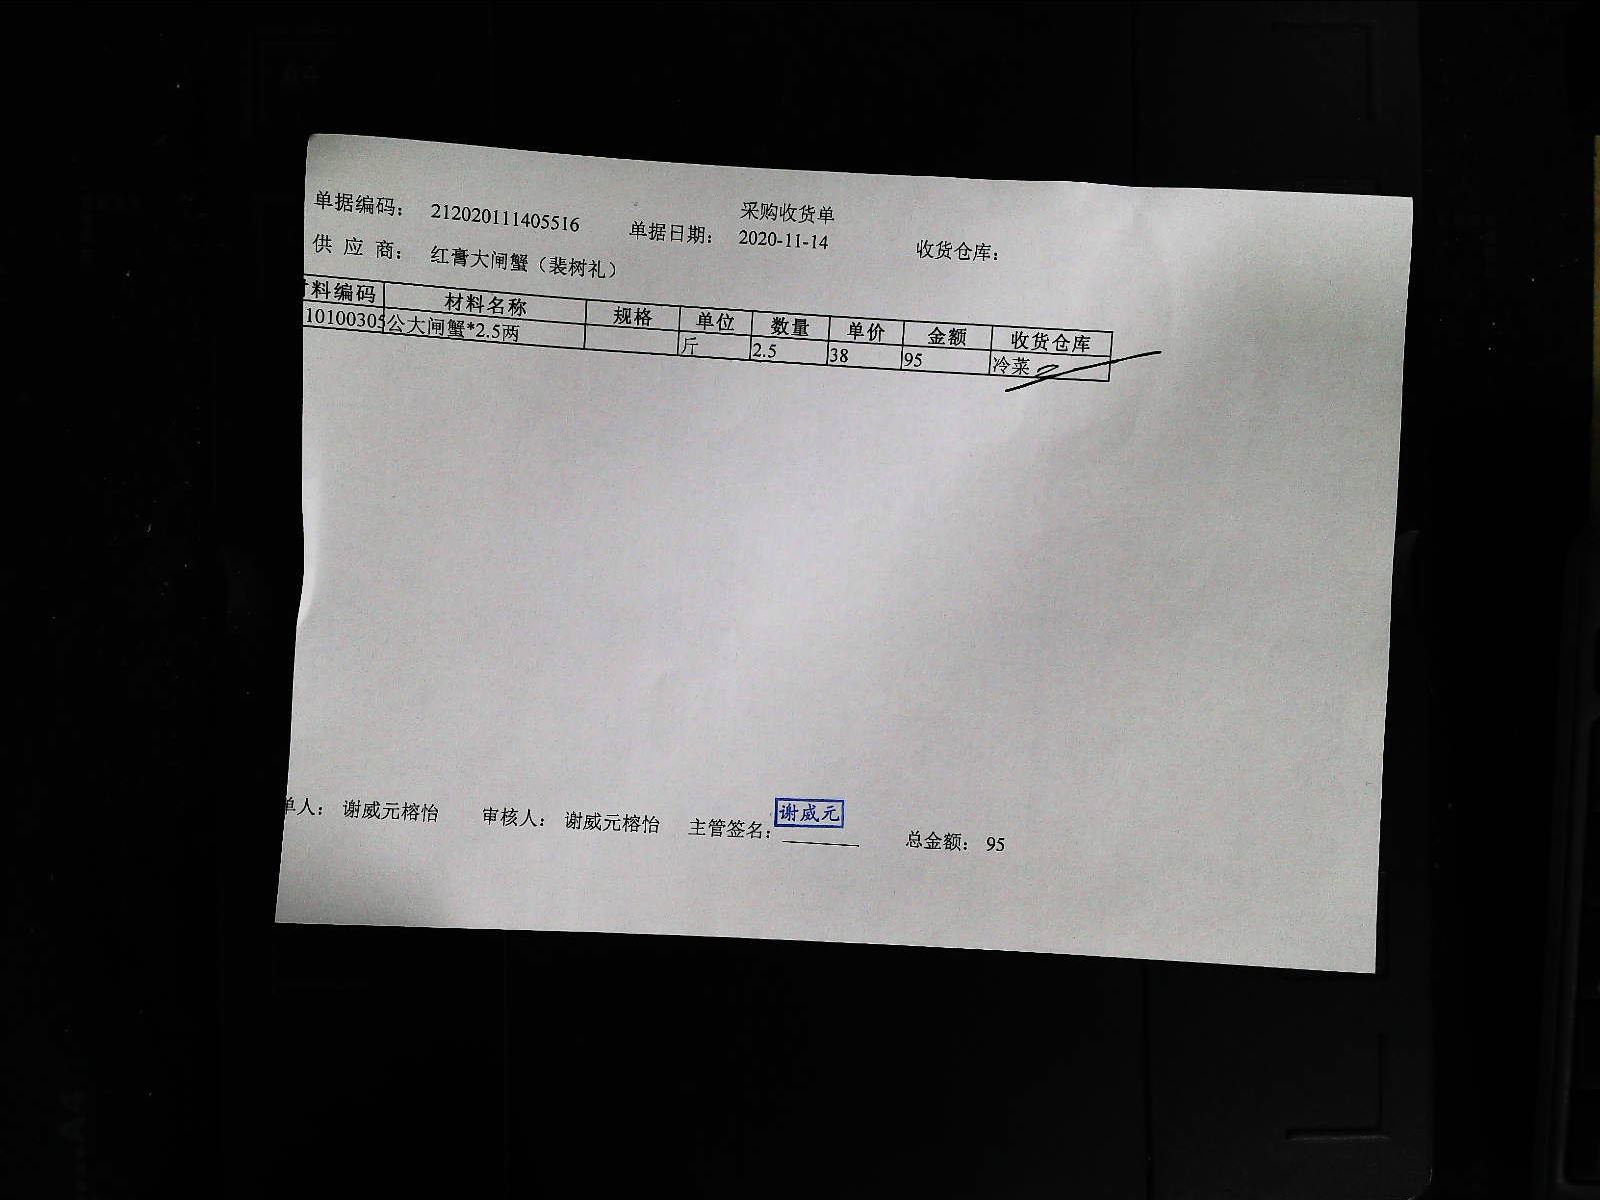 采购收货单
单据编码： 212020111405516 单据日期： 2020-11-14 收货仓库：
供 应 商： 红膏大闸蟹（裴树礼）
料编码 材料名称 规格 单位 数量 单价 金额 收货仓库
10100305 公大闸蟹*2.5两 斤 2.5 38 95 冷菜
单人： 谢威元榕怡 审核人： 谢威元榕怡 主管签名： 谢威元 总金额： 95